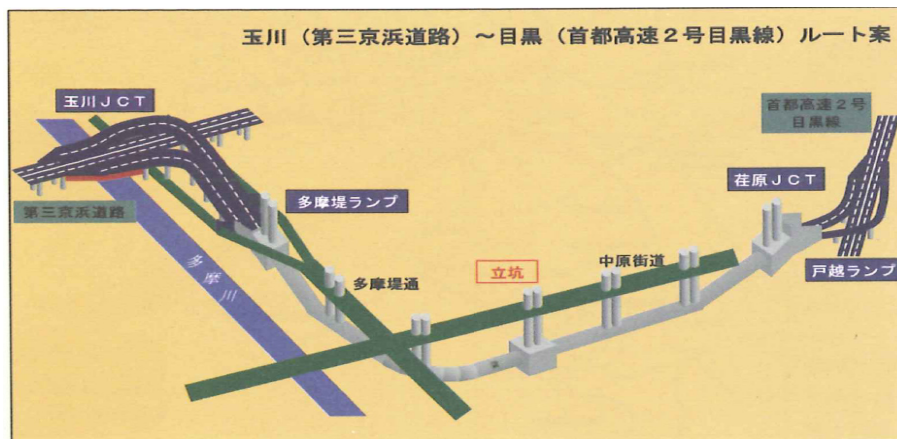 玉川（第三京浜道路）～目黒（首都高速２号目黒線）ルート案
玉川ＪＣＴ
首都高速２号
目黒線
荏原ＪＣＴ
多摩堤ランプ
第三京浜道路
多摩川
多摩堤通
立坑
中原街道
戸越ランプ